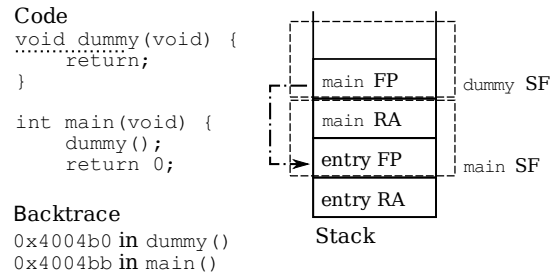 Code
void dummy(void) {
return;
}
int main(void) {
dummy();
return 0;
Backtrace
0x4004b0 in dummy()
0x4004bb in main()
main FP
main RA
entry FP
entry RA
Stack
dummy SF
main SF